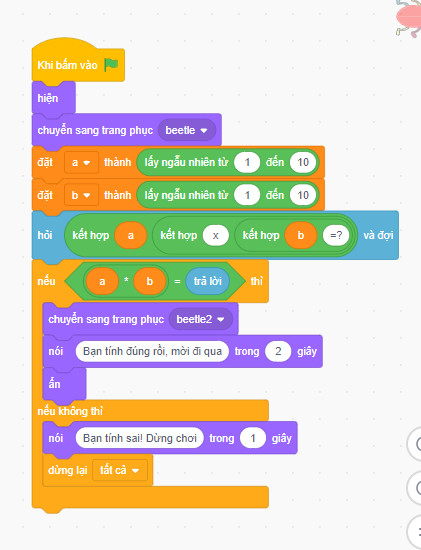 Khi bấm vào
hiện
chuyển sang trang phục beetle
đặt a thành lấy ngẫu nhiên từ 1 đến 10
đặt b thành lấy ngẫu nhiên từ 1 đến 10
hỏi kết hợp a kết hợp x kết hợp b =? và đợi
nếu a * b = trả lời thì
chuyển sang trang phục beetle2
nói Bạn tính đúng rồi, mời đi qua trong 2 giây
ẩn
nếu không thì
nói Bạn tính sai! Dừng chơi trong 1 giây
dừng lại tất cả